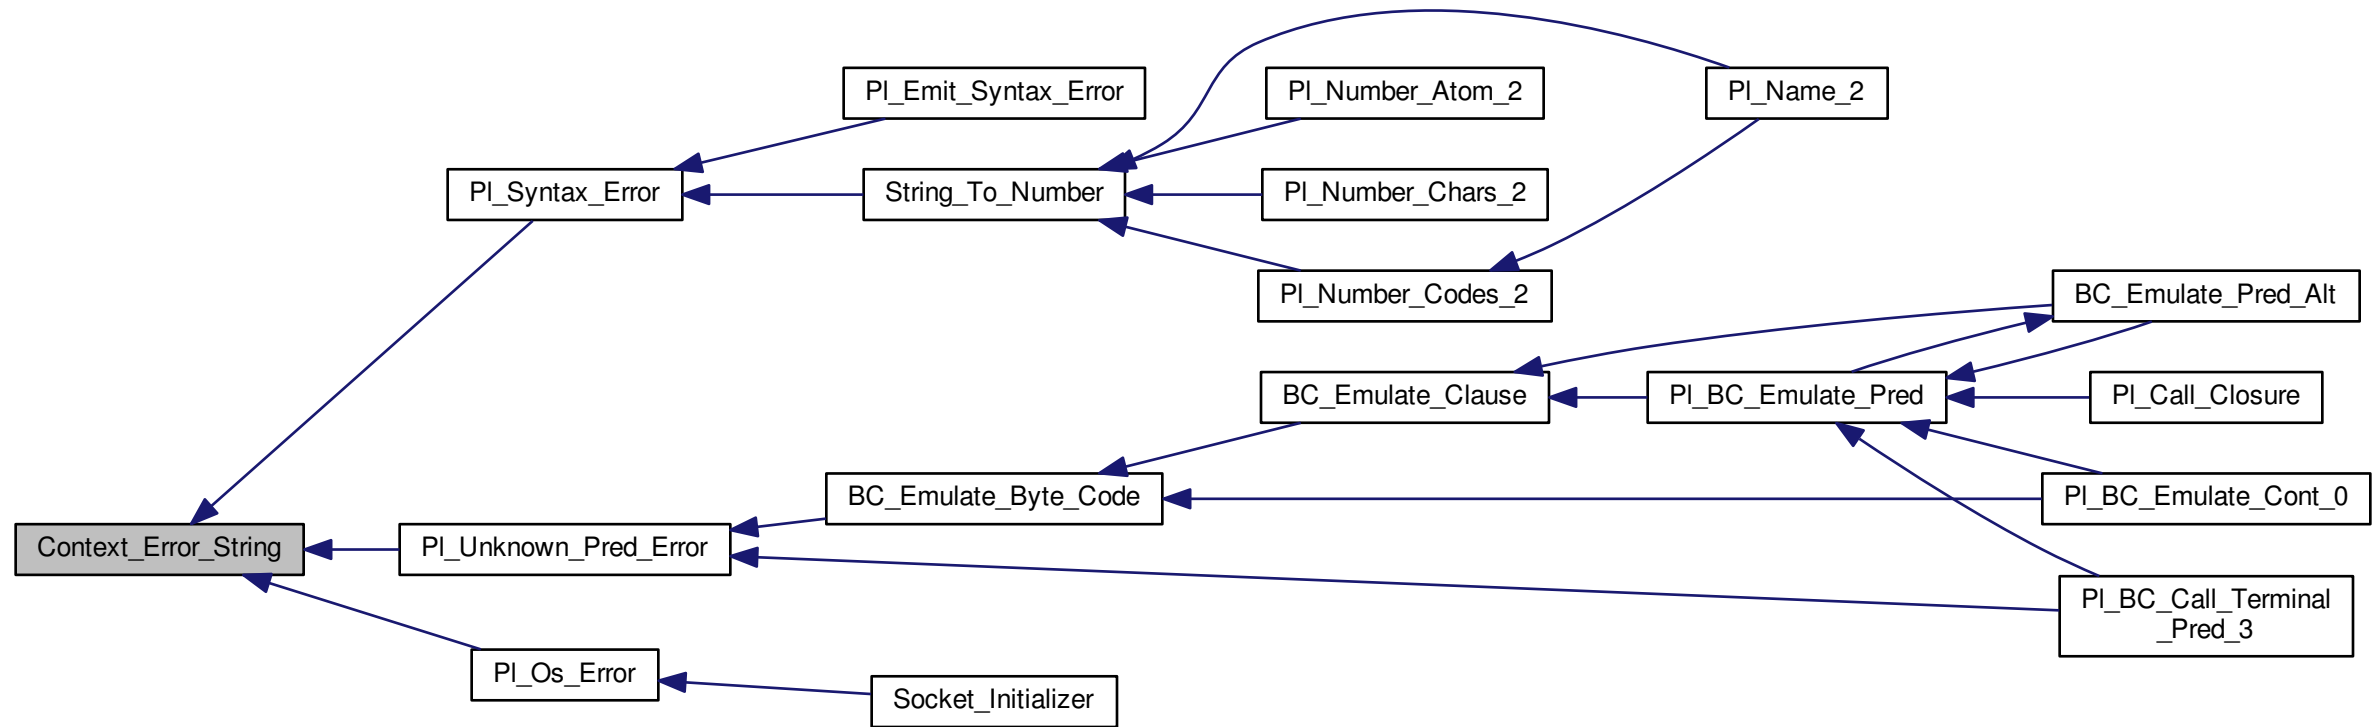 Pl_Emit_Syntax_Error
Pl_Number_Atom_2
Pl_Name_2
Pl_Syntax_Error
String_To_Number
Pl_Number_Chars_2
Pl_Number_Codes_2
BC_Emulate_Pred_Alt
BC_Emulate_Clause
Pl_BC_Emulate_Pred
Pl_Call_Closure
BC_Emulate_Byte_Code
Pl_BC_Emulate_Cont_0
Context_Error_String
Pl_Unknown_Pred_Error
Pl_BC_Call_Terminal
_Pred_3
Pl_Os_Error
Socket_Initializer